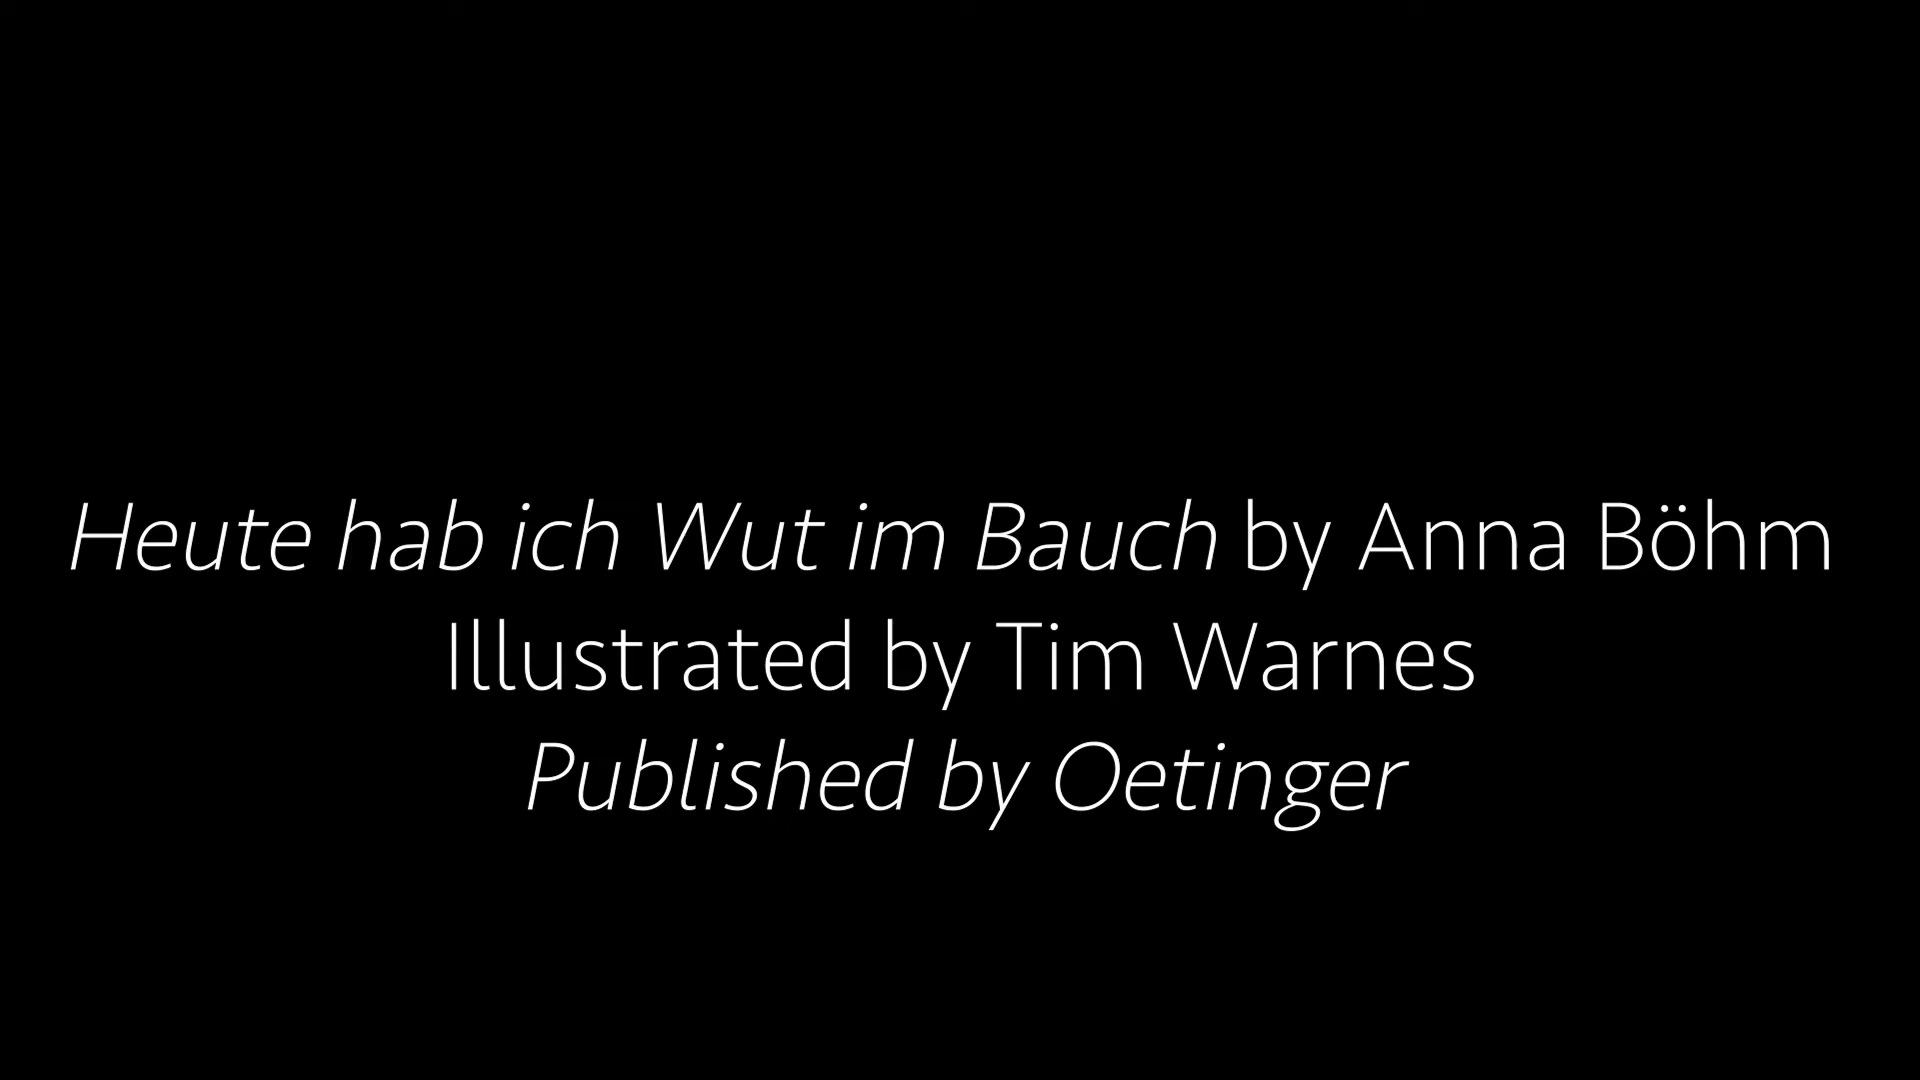 Heute hab ich Wut im Bauch by Anna Böhm
Illustrated by Tim Warnes
Published by Oetinger